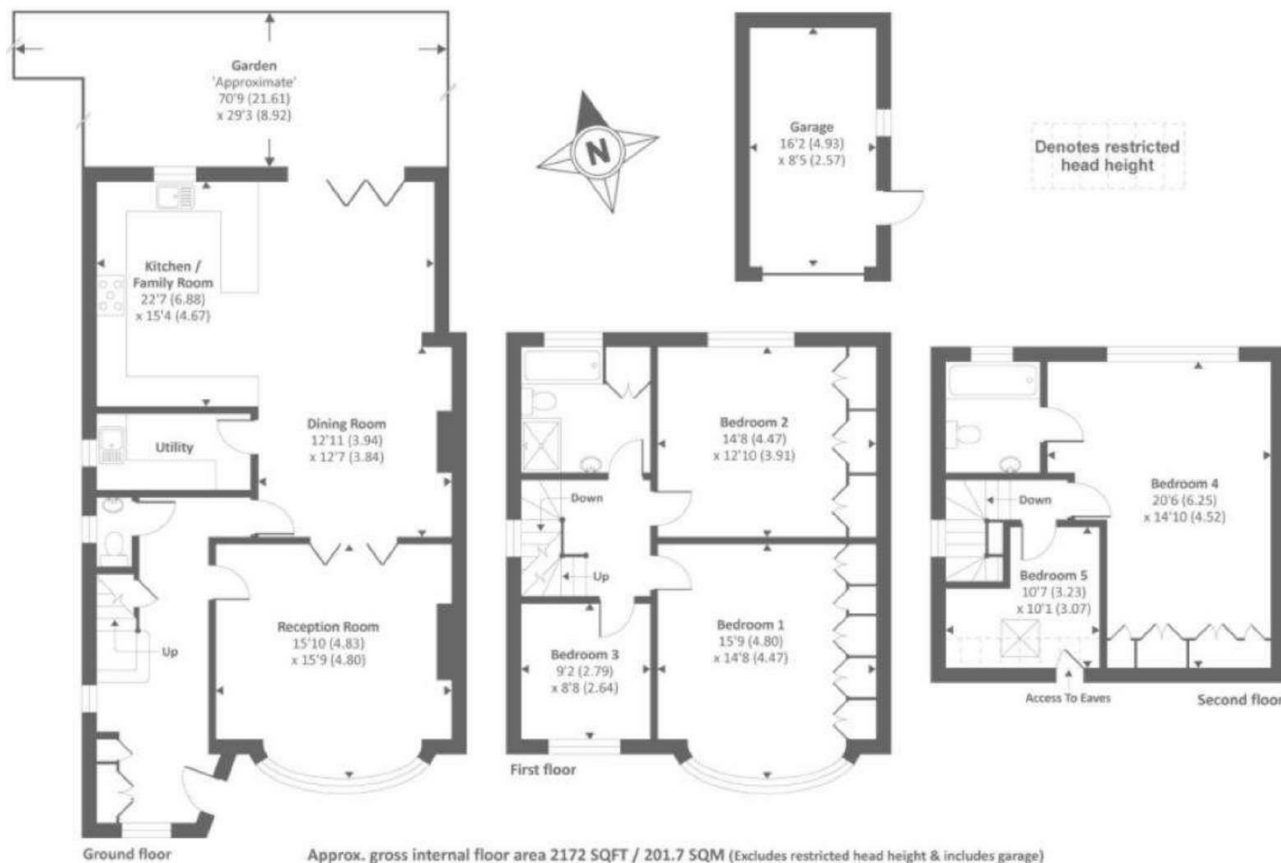 Garden
'Approximate'
70'9 (21.61)
x 29'3 (8.92)
Kitchen /
Family Room
22'7 (6.88)
x 15'4 (4.67)
Utility
Dining Room
12'11 (3.94)
x 12'7 (3.84)
Up
Reception Room
15'10 (4.83)
x 15'9 (4.80)
Ground floor
N
Garage
16'2 (4.93)
x 8'5 (2.57)
Denotes restricted
head height
Bedroom 2
14'8 (4.47)
x 12'10 (3.91)
Down
Up
Bedroom 3
9'2 (2.79)
x 8'8 (2.64)
Bedroom 1
15'9 (4.80)
x 14'8 (4.47)
First floor
Bedroom 4
20'6 (6.25)
x 14'10 (4.52)
Down
Bedroom 5
10'7 (3.23)
x 10'1 (3.07)
Access To Eaves
Second floor
Approx. gross internal floor area 2172 SQFT / 201.7 SQM (Excludes restricted head height & includes garage)